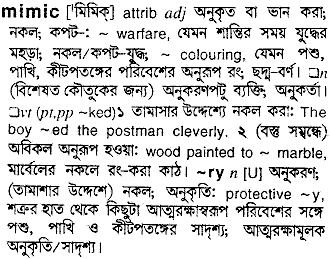 mimic [ˈমিমিক্] attrib adj অনুকৃত বা ভান করা;
নকল; কপট-: ~ warfare, যেমন শান্তির সময় যুদ্ধের
মহড়া; নকল/কপট-যুদ্ধ; ~ colouring, যেমন পশু,
পাখি, কীটপতঙ্গের পরিবেশের অনুরূপ রং; ছদ্ম-বর্ণ। □n
(বিশেষত কৌতুকের জন্য) অনুকরণপটু ব্যক্তি; অনুকর্তা।
□vt (pt,pp ~ked)১ তামাসার উদ্দেশ্যে নকল করা: The
boy ~ed the postman cleverly. ২ (বস্তু সম্বন্ধে)
অবিকল অনুরূপ হওয়া: wood painted to ~ marble,
মার্বেলের নকলে রং-করা কাঠ। ~ry n [U] অনুকরণ;
(তামাশার উদ্দেশে) নকল; অনুকৃতি: protective ~y,
শত্রুর হাত থেকে কিছুটা আত্মরক্ষাস্বরূপ পরিবেশের সঙ্গে
পশু, পাখি ও কীটপতঙ্গের সাদৃশ্য; আত্মরক্ষামূলক
অনুকৃতি/সাদৃশ্য।